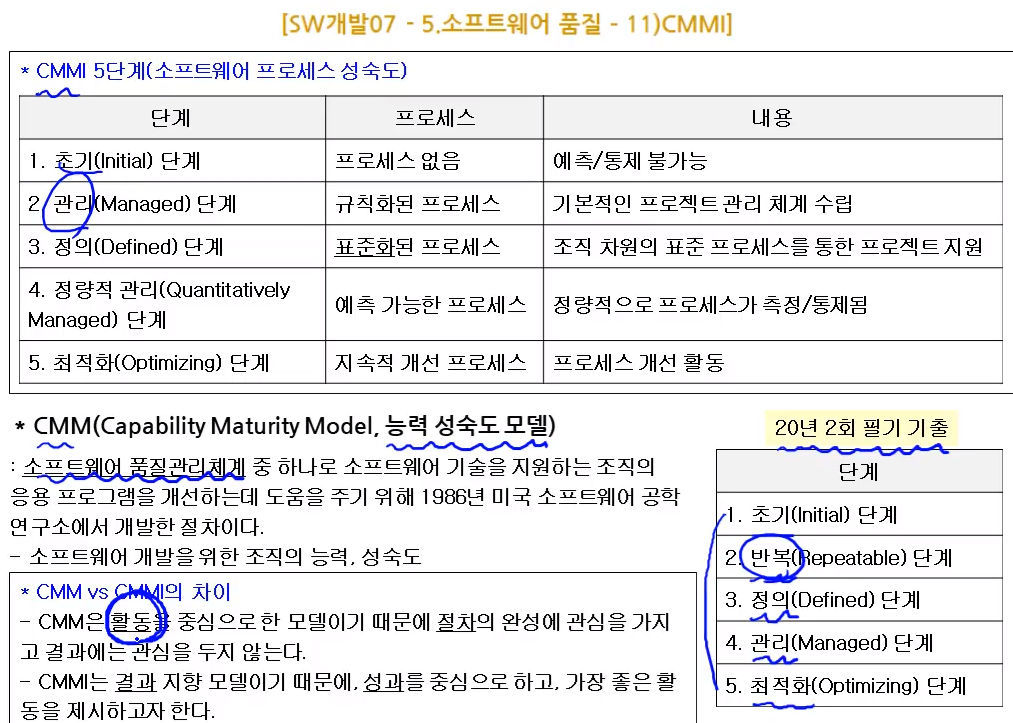 [SW개발07 - 5.소프트웨어 품질 - 11)CMMI]
* CMMI 5단계(소프트웨어 프로세스 성숙도)
단계 프로세스 내용
1. 초기(Initial) 단계 프로세스 없음 예측/통제 불가능
2. 관리(Managed) 단계 규칙화된 프로세스 기본적인 프로젝트 관리 체계 수립
3. 정의(Defined) 단계 표준화된 프로세스 조직 차원의 표준 프로세스를 통한 프로젝트 지원
4. 정량적 관리(Quantitatively
Managed) 단계 예측 가능한 프로세스 정량적으로 프로세스가 측정/통제됨
5. 최적화(Optimizing) 단계 지속적 개선 프로세스 프로세스 개선 활동
* CMM(Capability Maturity Model, 능력 성숙도 모델)
: 소프트웨어 품질관리체계 중 하나로 소프트웨어 기술을 지원하는 조직의
응용 프로그램을 개선하는데 도움을 주기 위해 1986년 미국 소프트웨어 공학
연구소에서 개발한 절차이다.
- 소프트웨어 개발을 위한 조직의 능력, 성숙도
* CMM vs CMMI의 차이
- CMM은 활동을 중심으로 한 모델이기 때문에 절차의 완성에 관심을 가지
고 결과에는 관심을 두지 않는다.
- CMMI는 결과 지향 모델이기 때문에, 성과를 중심으로 하고, 가장 좋은 활
동을 제시하고자 한다.
20년 2회 필기 기출
단계
1. 초기(Initial) 단계
2. 반복(Repeatable) 단계
3. 정의(Defined) 단계
4. 관리(Managed) 단계
5. 최적화(Optimizing) 단계